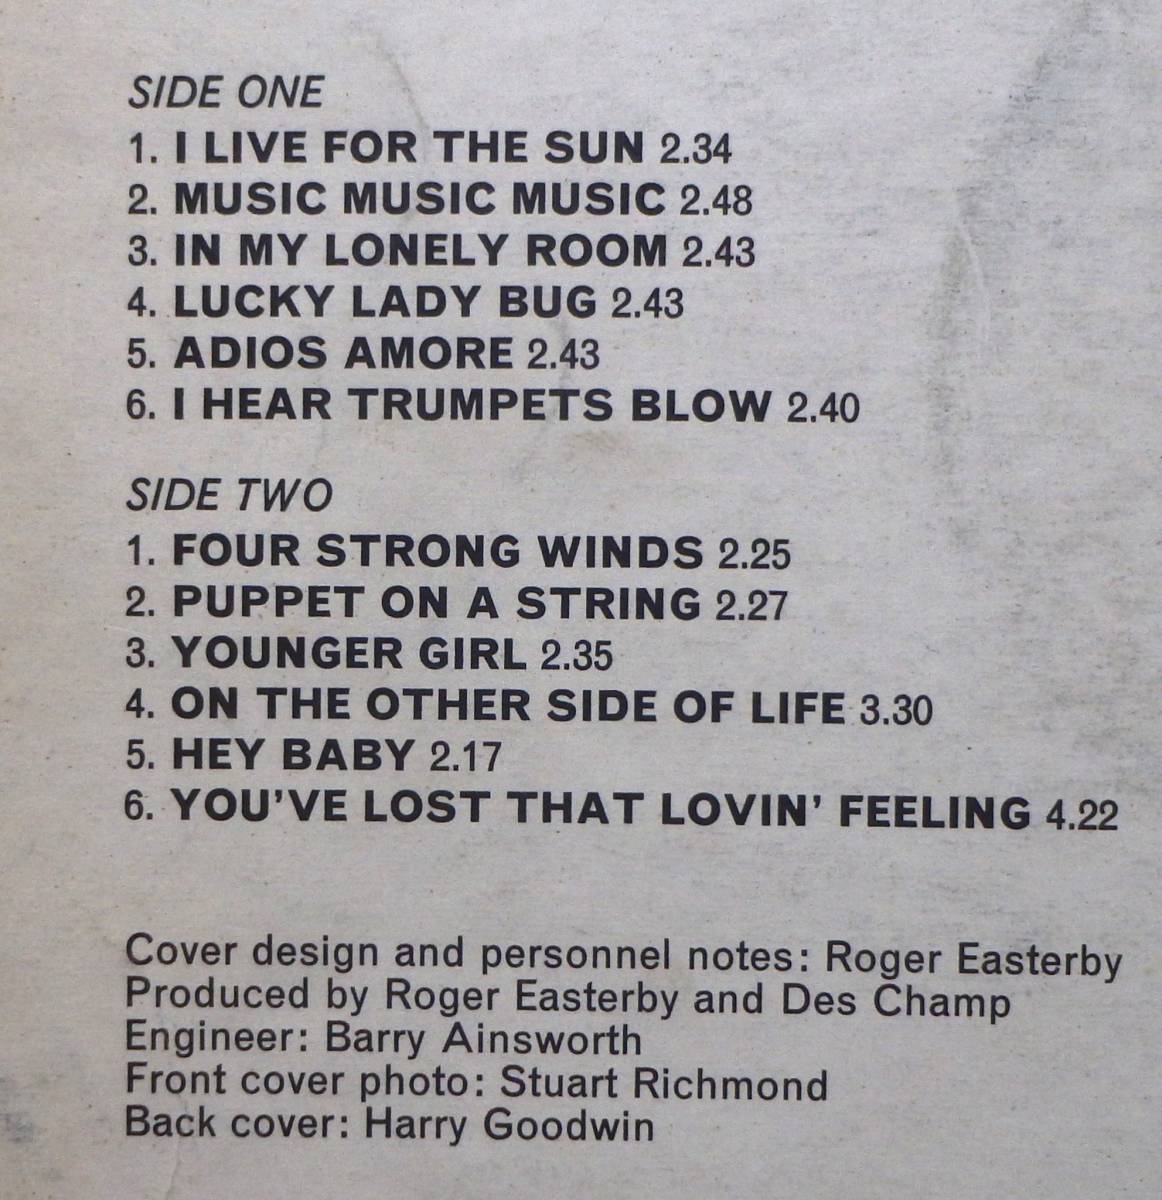 SIDE ONE
1. I LIVE FOR THE SUN 2.34
2. MUSIC MUSIC MUSIC 2.48
3. IN MY LONELY ROOM 2.43
4. LUCKY LADY BUG 2.43
5. ADIOS AMORE 2.43
6. I HEAR TRUMPETS BLOW 2.40
SIDE TWO
1. FOUR STRONG WINDS 2.25
2. PUPPET ON A STRING 2.27
3. YOUNGER GIRL 2.35
4. ON THE OTHER SIDE OF LIFE 3.30
5. HEY BABY 2.17
6. YOU'VE LOST THAT LOVIN' FEELING 4.22
Cover design and personnel notes: Roger Easterby
Produced by Roger Easterby and Des Champ
Engineer: Barry Ainsworth
Front cover photo: Stuart Richmond
Back cover: Harry Goodwin